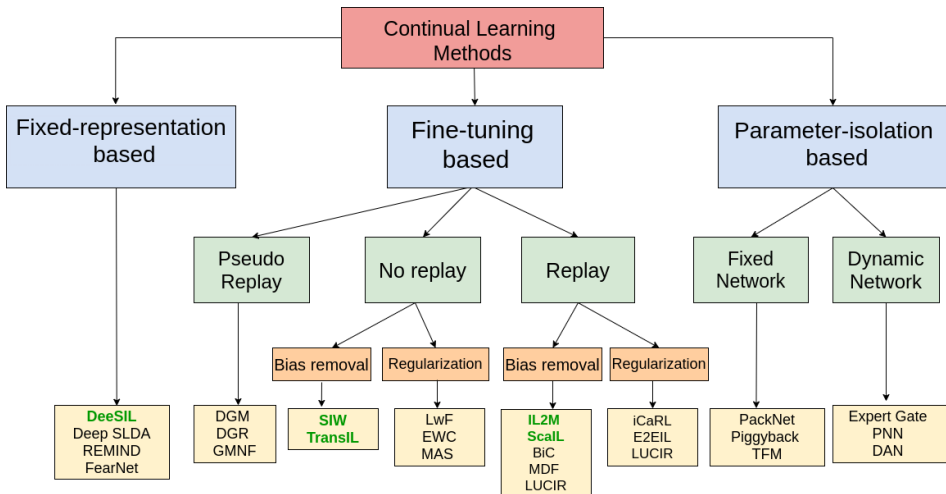 Continual Learning
Methods
Fixed-representation
based
Fine-tuning
based
Parameter-isolation
based
Pseudo
Replay
No replay
Replay
Fixed
Network
Dynamic
Network
Bias removal
Regularization
Bias removal
Regularization
DeeSIL
Deep SLDA
REMIND
FearNet
DGM
DGR
GMNF
SIW
TransIL
LwF
EWC
MAS
IL2M
ScaIL
BiC
MDF
LUCIR
iCaRL
E2EIL
LUCIR
PackNet
Piggyback
TFM
Expert Gate
PNN
DAN